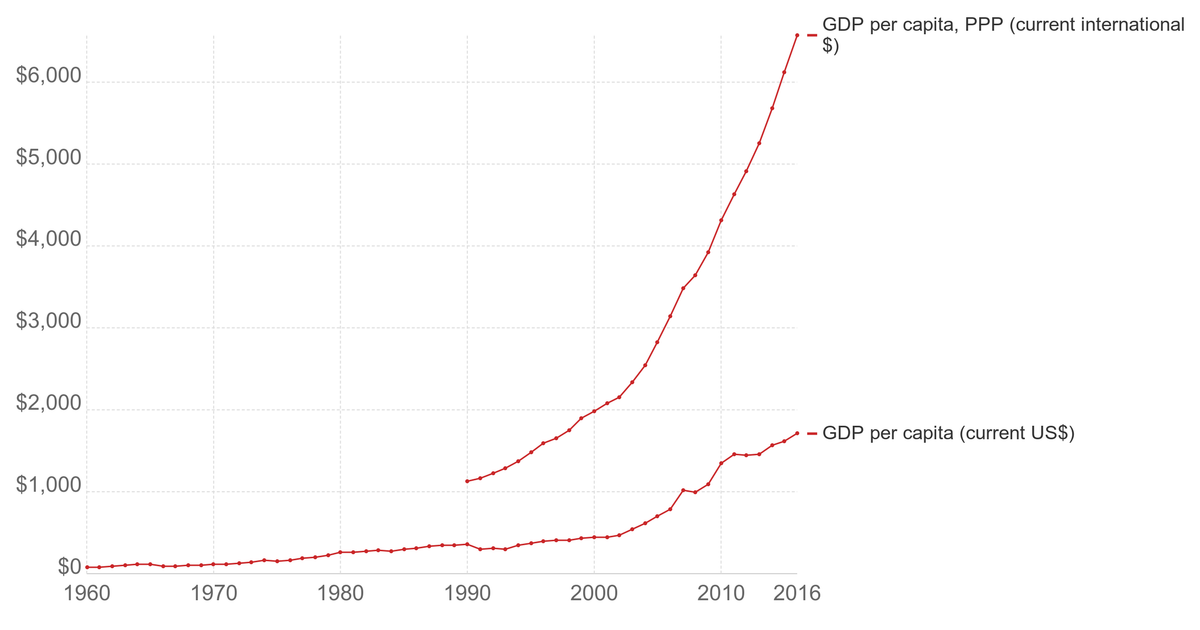 GDP per capita, PPP (current international
$)
$6,000
$5,000
$4,000
$3,000
$2,000
GDP per capita (current US$)
$1,000
$0
1960 1970 1980 1990 2000 2010 2016